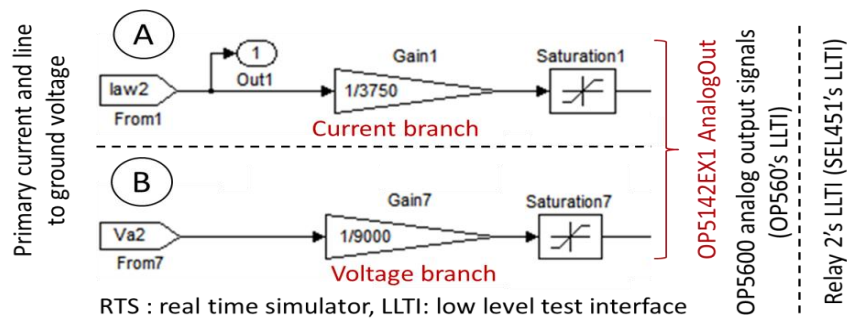 Primary current and line
to ground voltage
A
1
Out1
Iaw2
From1
Gain1
1/3750
Saturation1
Current branch
B
Va2
From7
Gain7
1/9000
Saturation7
Voltage branch
OP5142EX1 AnalogOut
OP5600 analog output signals
(OP560's LLTI)
Relay 2's LLTI (SEL451's LLTI)
RTS : real time simulator, LLTI: low level test interface